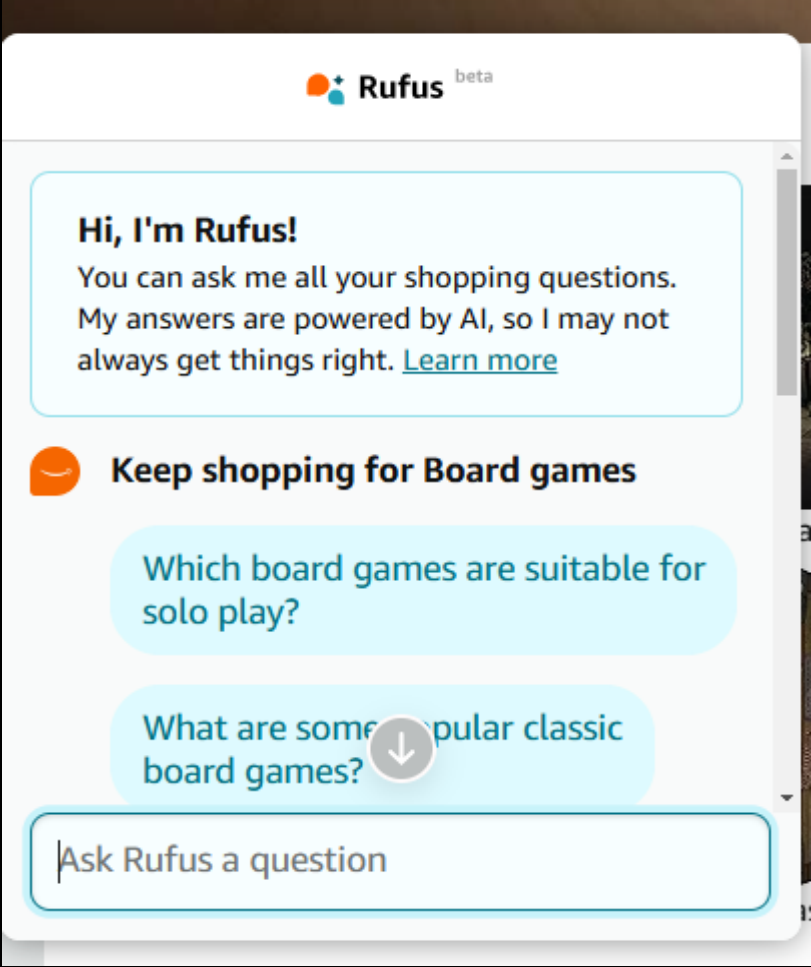 Rufus beta
Hi, I'm Rufus!
You can ask me all your shopping questions.
My answers are powered by AI, so I may not
always get things right. Learn more
Keep shopping for Board games
Which board games are suitable for
solo play?
What are some popular classic
board games?
Ask Rufus a question